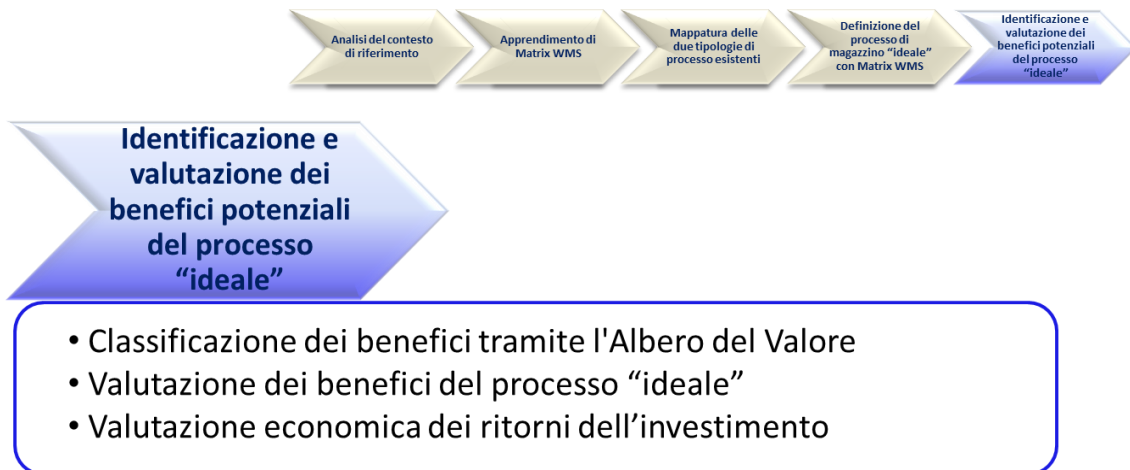 Analisi del contesto
di riferimento
Apprendimento di
Matrix WMS
Mappatura delle
due tipologie di
processo esistenti
Definizione del
processo di
magazzino “ideale”
con Matrix WMS
Identificazione e
valutazione dei
benefici potenziali
del processo
“ideale”
Identificazione e
valutazione dei
benefici potenziali
del processo
“ideale”
• Classificazione dei benefici tramite l'Albero del Valore
• Valutazione dei benefici del processo “ideale”
• Valutazione economica dei ritorni dell’investimento